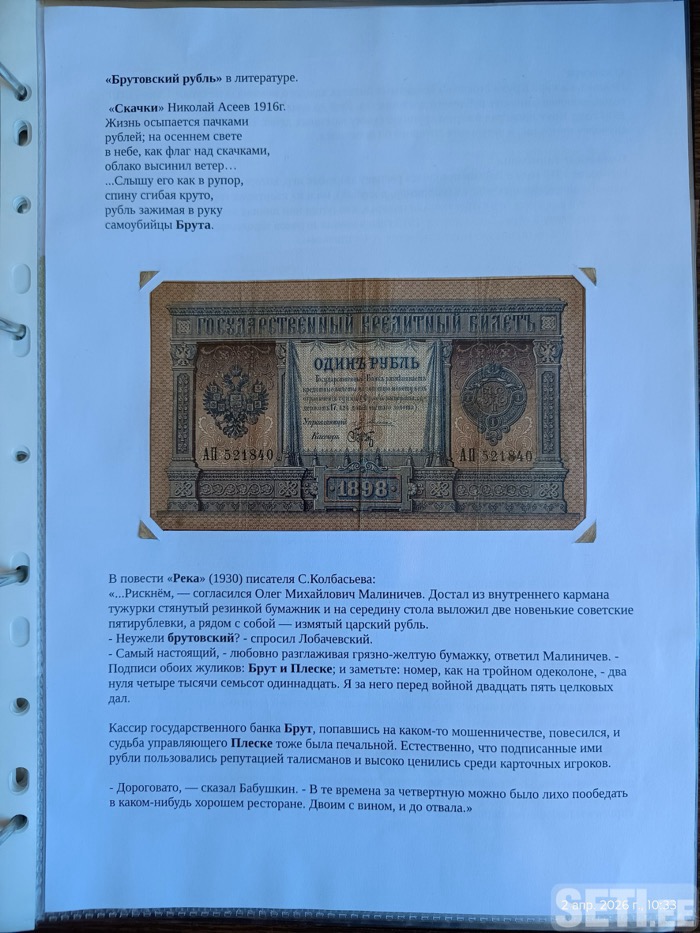 «Брутовский рубль» в литературе.
«Скачки» Николай Асеев 1916г.
Жизнь осыпается пачками
рублей; на осеннем свете
в небе, как флаг над скачками,
облако высинил ветер…
...Слышу его как в рупор,
спину сгибая круто,
рубль зажимая в руку
самоубийцы Брута.
ГОСУДАРСТВЕННЫЙ КРЕДИТНЫЙ БИЛЕТЪ
ОДИНЪ РУБЛЬ
Управляющій
Кассиръ
АП 521840
АП 521840
1898
В повести «Река» (1930) писателя С.Колбасьева:
«...Рискнём, — согласился Олег Михайлович Малиничев. Достал из внутреннего кармана
тужурки стянутый резинкой бумажник и на середину стола выложил две новенькие советские
пятирублевки, а рядом с собой — измятый царский рубль.
- Неужели брутовский? - спросил Лобачевский.
- Самый настоящий, - любовно разглаживая грязно-желтую бумажку, ответил Малиничев. -
Подписи обоих жуликов: Брут и Плеске; и заметьте: номер, как на тройном одеколоне, - два
нуля четыре тысячи семьсот одиннадцать. Я за него перед войной двадцать пять целковых
дал.
Кассир государственного банка Брут, попавшись на каком-то мошенничестве, повесился, и
судьба управляющего Плеске тоже была печальной. Естественно, что подписанные ими
рубли пользовались репутацией талисманов и высоко ценились среди карточных игроков.
- Дороговато, — сказал Бабушкин. - В те времена за четвертную можно было лихо пообедать
в каком-нибудь хорошем ресторане. Двоим с вином, и до отвала.»
2 апр. 2026 г., 10:33
SETI.EE